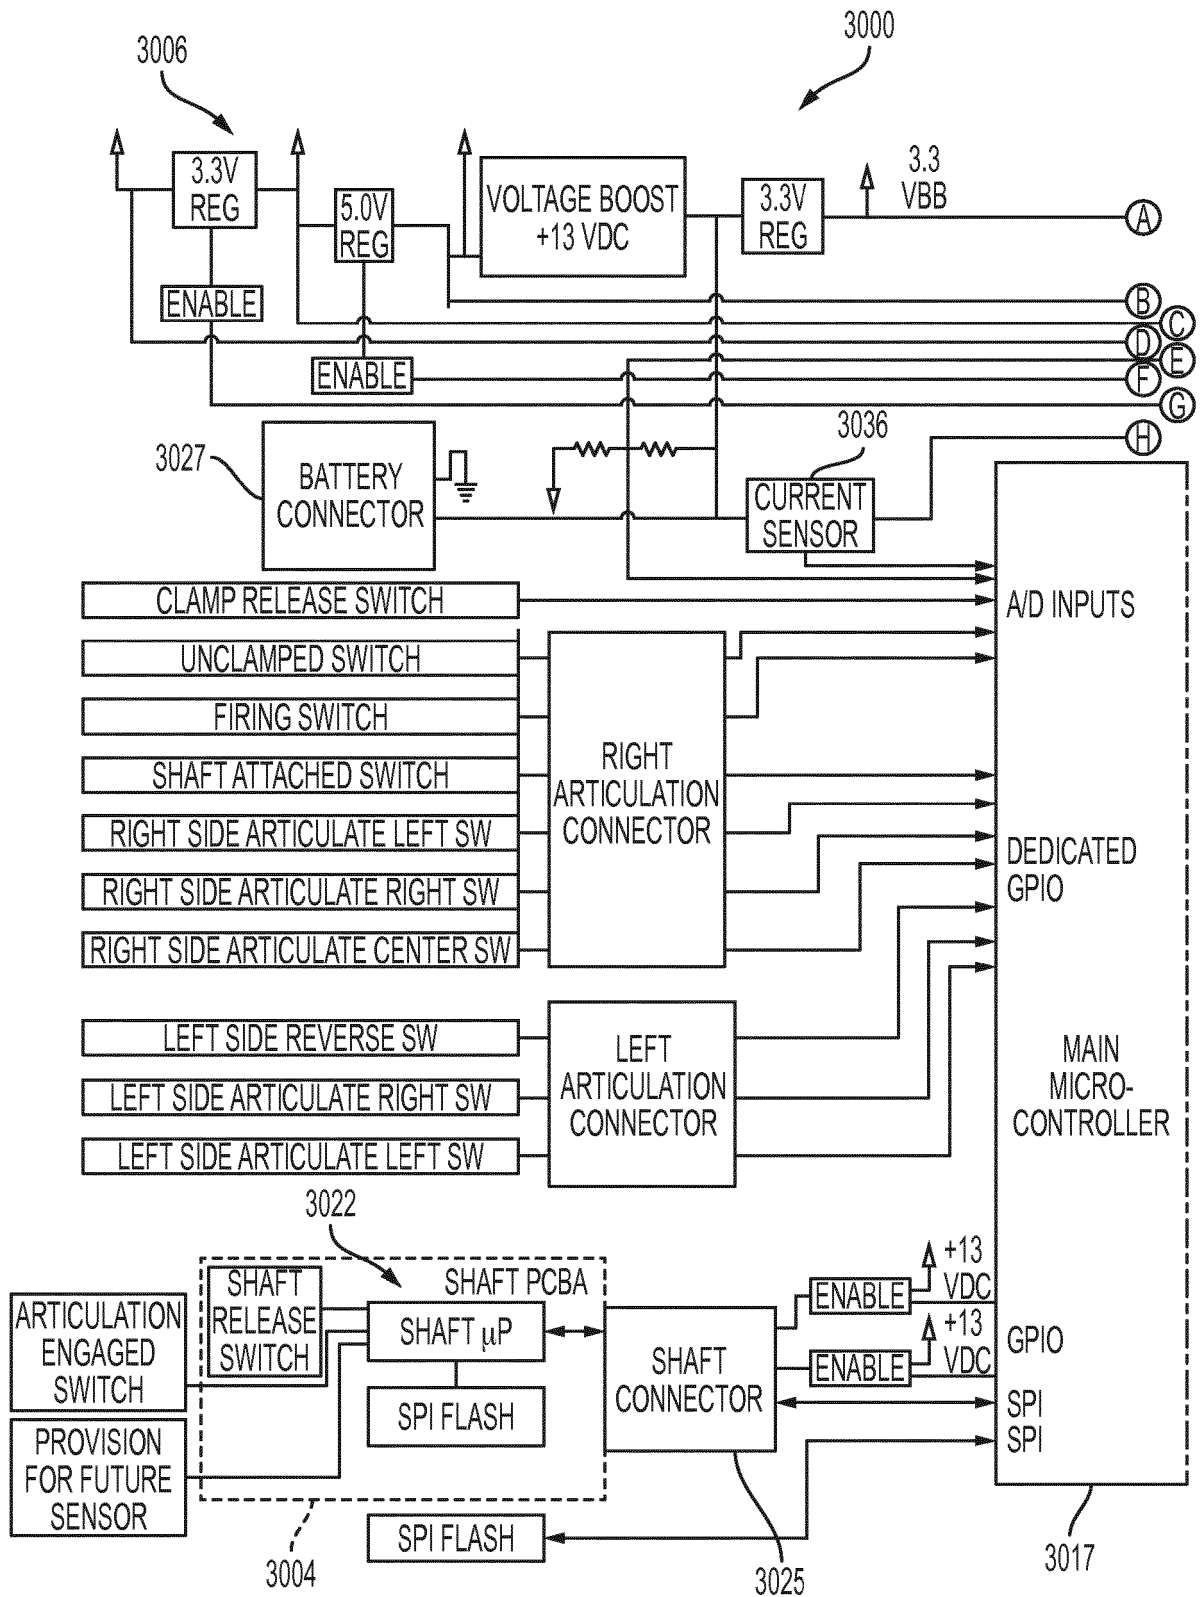 3006
3000
3.3V
REG
5.0V
REG
VOLTAGE BOOST
+13 VDC
3.3V
REG
3.3
VBB
A
ENABLE
B
C
D
E
ENABLE
F
G
3036
H
3027
BATTERY
CONNECTOR
CURRENT
SENSOR
CLAMP RELEASE SWITCH
A/D INPUTS
UNCLAMPED SWITCH
FIRING SWITCH
SHAFT ATTACHED SWITCH
RIGHT SIDE ARTICULATE LEFT SW
RIGHT SIDE ARTICULATE RIGHT SW
RIGHT SIDE ARTICULATE CENTER SW
RIGHT
ARTICULATION
CONNECTOR
DEDICATED
GPIO
LEFT SIDE REVERSE SW
LEFT SIDE ARTICULATE RIGHT SW
LEFT SIDE ARTICULATE LEFT SW
LEFT
ARTICULATION
CONNECTOR
MAIN
MICRO-
CONTROLLER
3022
SHAFT PCBA
SHAFT
RELEASE
SWITCH
ARTICULATION
ENGAGED
SWITCH
SHAFT µP
SPI FLASH
PROVISION
FOR FUTURE
SENSOR
SHAFT
CONNECTOR
ENABLE
+13
VDC
ENABLE
+13
VDC
GPIO
SPI
SPI
SPI FLASH
3004
3025
3017